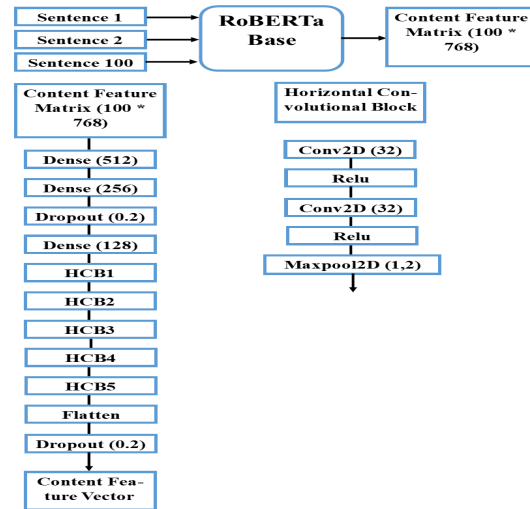 Sentence 1
Sentence 2
Sentence 100
RoBERTa
Base
Content Feature
Matrix (100 *
768)
Content Feature
Matrix (100 *
768)
Dense (512)
Dense (256)
Dropout (0.2)
Dense (128)
HCB1
HCB2
HCB3
HCB4
HCB5
Flatten
Dropout (0.2)
Content Fea-
ture Vector
Horizontal Con-
volutional Block
Conv2D (32)
Relu
Conv2D (32)
Relu
Maxpool2D (1,2)